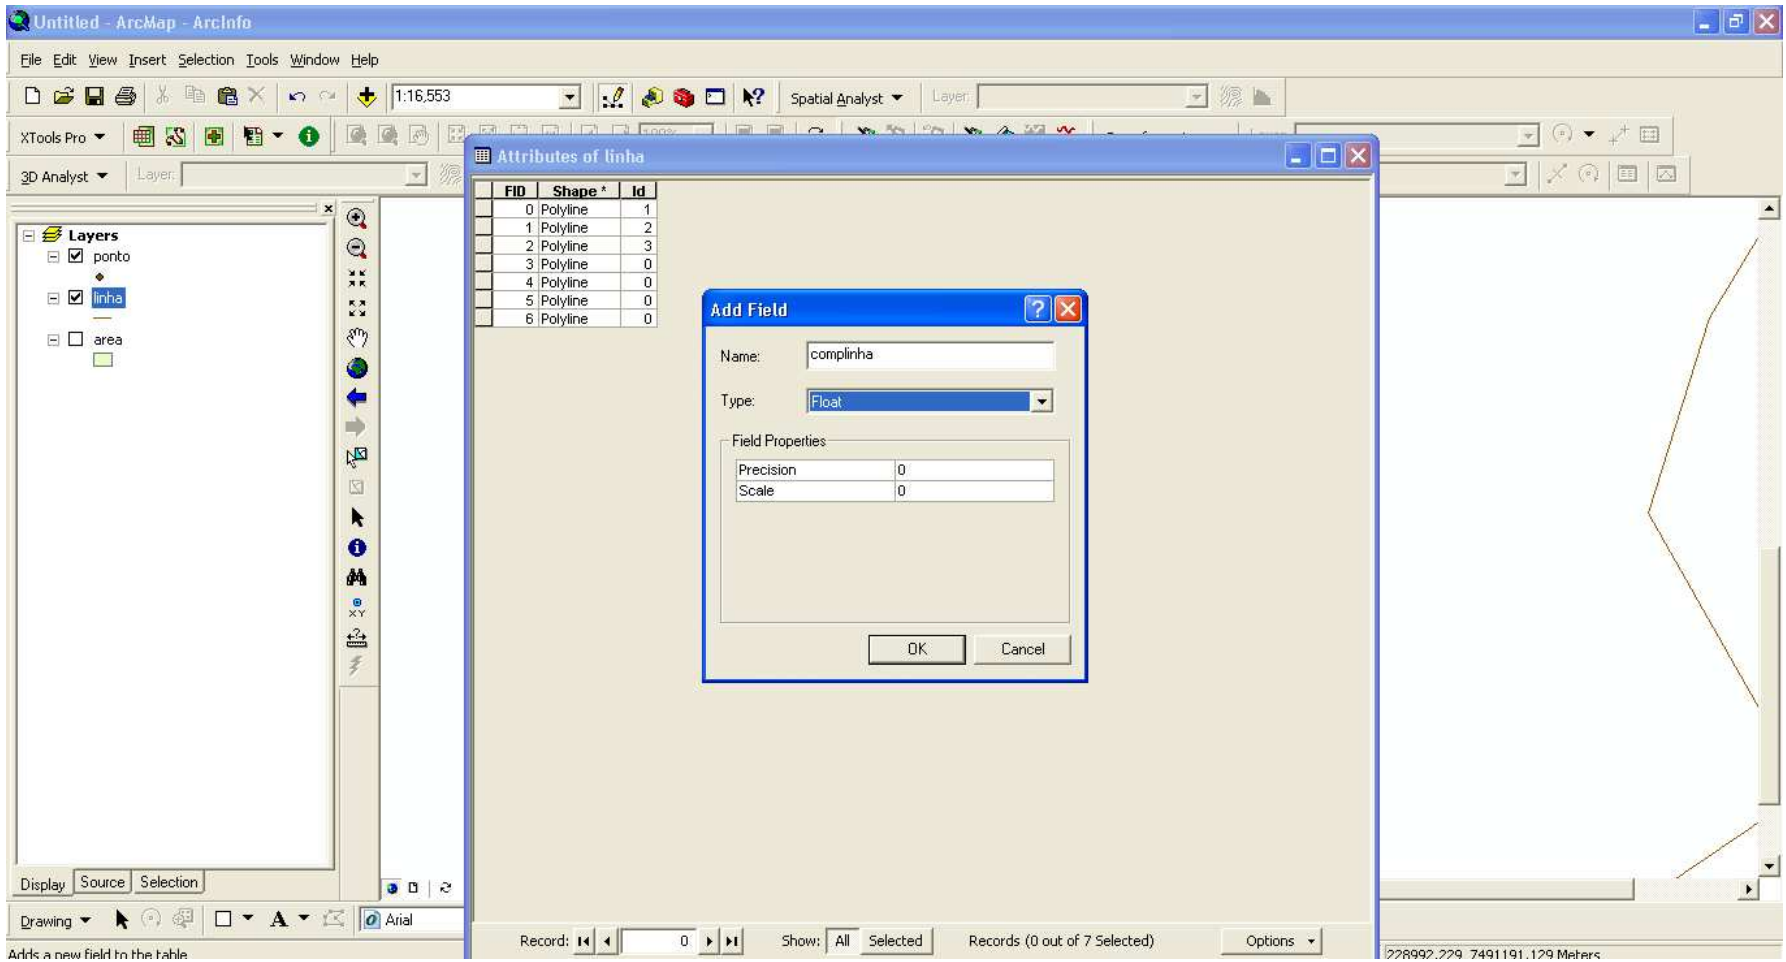 Untitled - ArcMap - ArcInfo
File Edit View Insert Selection Tools Window Help
1:16,553 Spatial Analyst Layer:
XTools Pro
3D Analyst Layer:
Attributes of linha
FID Shape * Id
0 Polyline 1
1 Polyline 2
2 Polyline 3
3 Polyline 0
4 Polyline 0
5 Polyline 0
6 Polyline 0
Layers
ponto
linha
area
Add Field
Name: complinha
Type: Float
Field Properties
Precision 0
Scale 0
OK Cancel
Display Source Selection
Drawing A Arial
Record: 0 Show: All Selected Records (0 out of 7 Selected) Options
Adds a new field to the table
228992,229 7491191,129 Meters